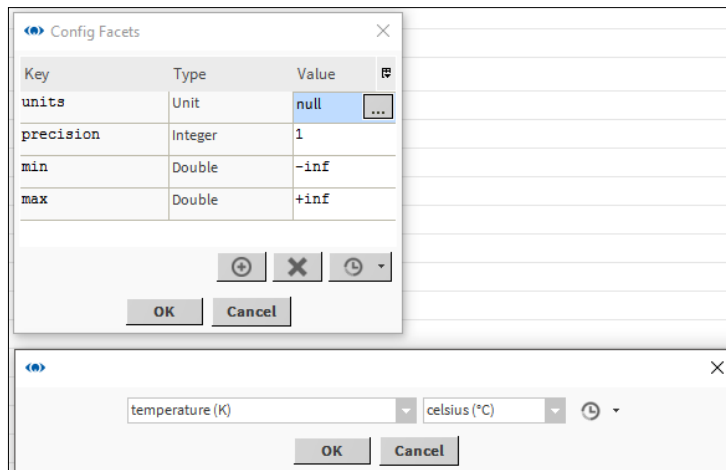 Config Facets
Key Type Value
units Unit null ...
precision Integer 1
min Double -inf
max Double +inf
OK Cancel
temperature (K) celsius (°C)
OK Cancel